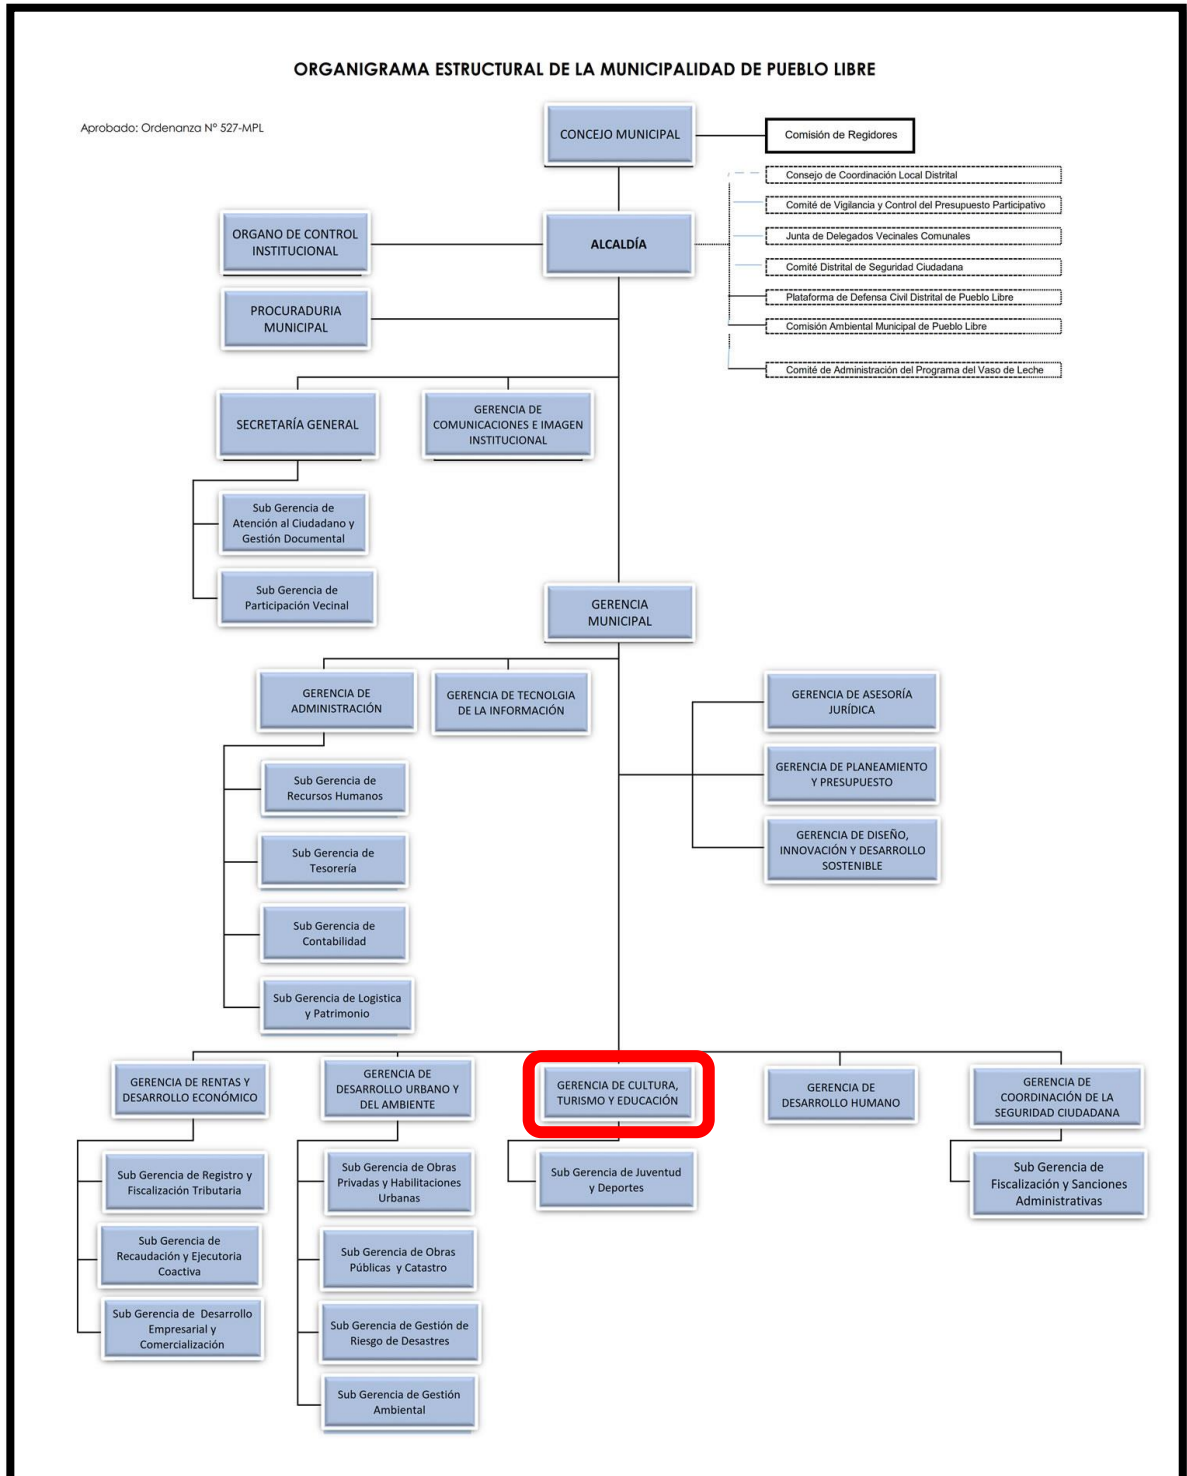 ORGANIGRAMA ESTRUCTURAL DE LA MUNICIPALIDAD DE PUEBLO LIBRE
Aprobado: Ordenanza Nº 527-MPL
CONCEJO MUNICIPAL
Comisión de Regidores
Consejo de Coordinación Local Distrital
Comité de Vigilancia y Control del Presupuesto Participativo
Junta de Delegados Vecinales Comunales
Comité Distrital de Seguridad Ciudadana
Plataforma de Defensa Civil Distrital de Pueblo Libre
Comisión Ambiental Municipal de Pueblo Libre
Comité de Administración del Programa del Vaso de Leche
ORGANO DE CONTROL
INSTITUCIONAL
ALCALDÍA
PROCURADURIA
MUNICIPAL
SECRETARÍA GENERAL
GERENCIA DE
COMUNICACIONES E IMAGEN
INSTITUCIONAL
Sub Gerencia de
Atención al Ciudadano y
Gestión Documental
Sub Gerencia de
Participación Vecinal
GERENCIA
MUNICIPAL
GERENCIA DE
ADMINISTRACIÓN
GERENCIA DE TECNOLGIA
DE LA INFORMACIÓN
GERENCIA DE ASESORÍA
JURÍDICA
GERENCIA DE PLANEAMIENTO
Y PRESUPUESTO
GERENCIA DE DISEÑO,
INNOVACIÓN Y DESARROLLO
SOSTENIBLE
Sub Gerencia de
Recursos Humanos
Sub Gerencia de
Tesorería
Sub Gerencia de
Contabilidad
Sub Gerencia de Logistica
y Patrimonio
GERENCIA DE RENTAS Y
DESARROLLO ECONÓMICO
GERENCIA DE
DESARROLLO URBANO Y
DEL AMBIENTE
GERENCIA DE CULTURA,
TURISMO Y EDUCACIÓN
GERENCIA DE
DESARROLLO HUMANO
GERENCIA DE
COORDINACIÓN DE LA
SEGURIDAD CIUDADANA
Sub Gerencia de Registro y
Fiscalización Tributaria
Sub Gerencia de
Recaudación y Ejecutoria
Coactiva
Sub Gerencia de Desarrollo
Empresarial y
Comercialización
Sub Gerencia de Obras
Privadas y Habilitaciones
Urbanas
Sub Gerencia de Obras
Públicas y Catastro
Sub Gerencia de Gestión de
Riesgo de Desastres
Sub Gerencia de Gestión
Ambiental
Sub Gerencia de Juventud
y Deportes
Sub Gerencia de
Fiscalización y Sanciones
Administrativas